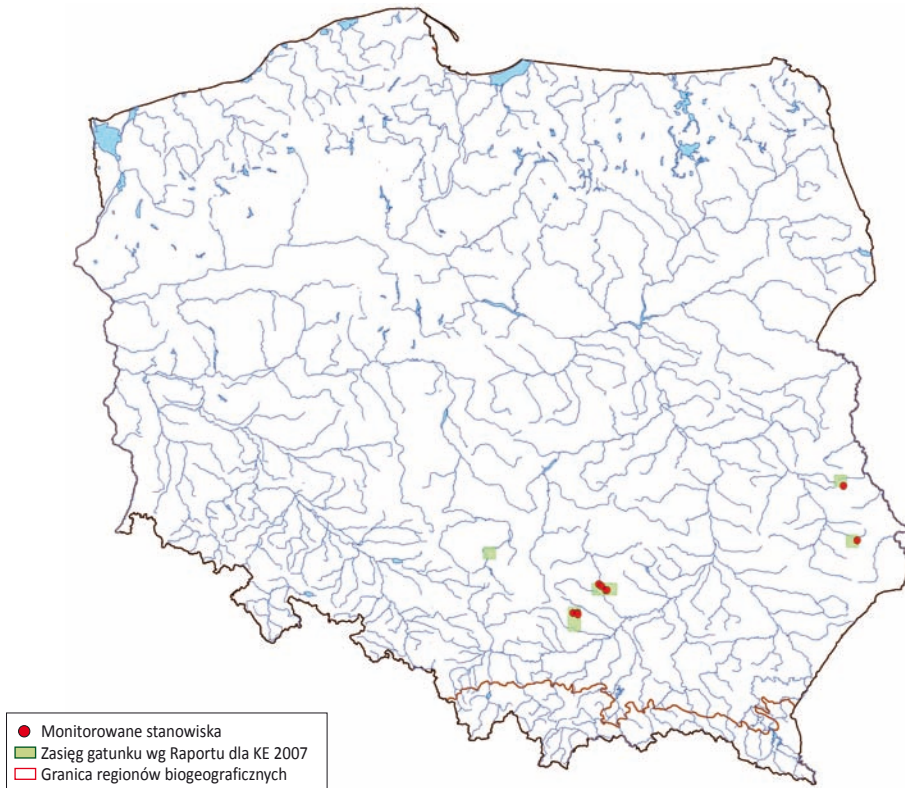 Monitorowane stanowiska
Zasięg gatunku wg Raportu dla KE 2007
Granica regionów biogeograficznych